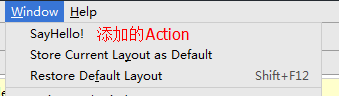 Window Help
SayHello! 添加的Action
Store Current Layout as Default
Restore Default Layout Shift+F12